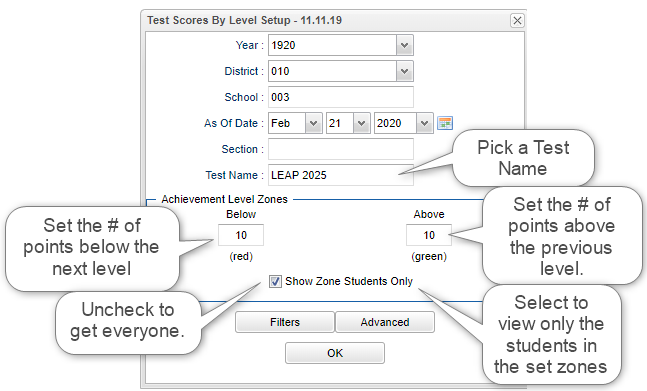 Test Scores By Level Setup - 11.11.19
Year : 1920
District : 010
School : 003
As Of Date : Feb 21 2020
Section :
Test Name : LEAP 2025
Pick a Test
Name
Achievement Level Zones
Below Above
10 10
(red) (green)
Set the # of
points below the
next level
Set the # of
points above
the previous
level.
Show Zone Students Only
Uncheck to
get everyone.
Select to
view only the
students in
the set zones
Filters Advanced
OK